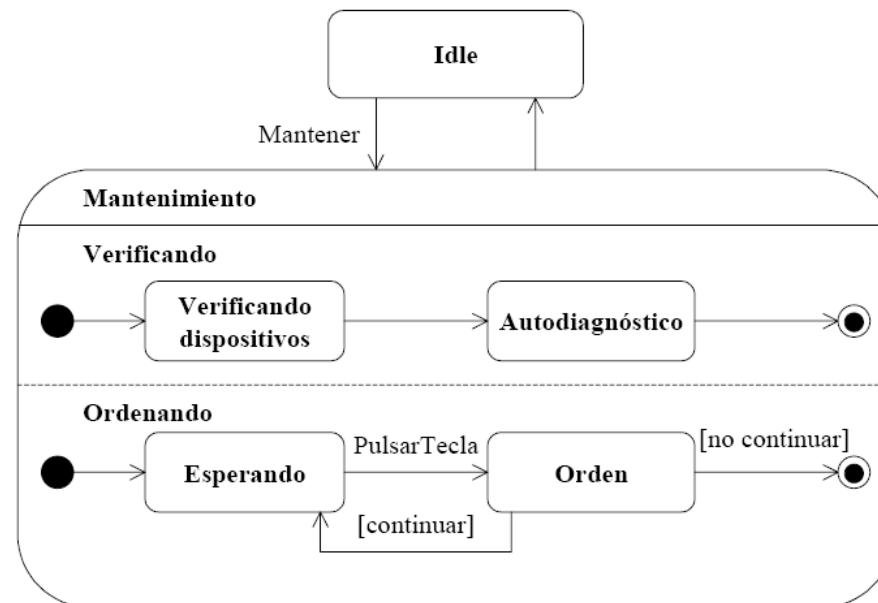 Idle
Mantener
Mantenimiento
Verificando
Verificando
dispositivos
Autodiagnóstico
Ordenando
Esperando
PulsarTecla
Orden
[no continuar]
[continuar]